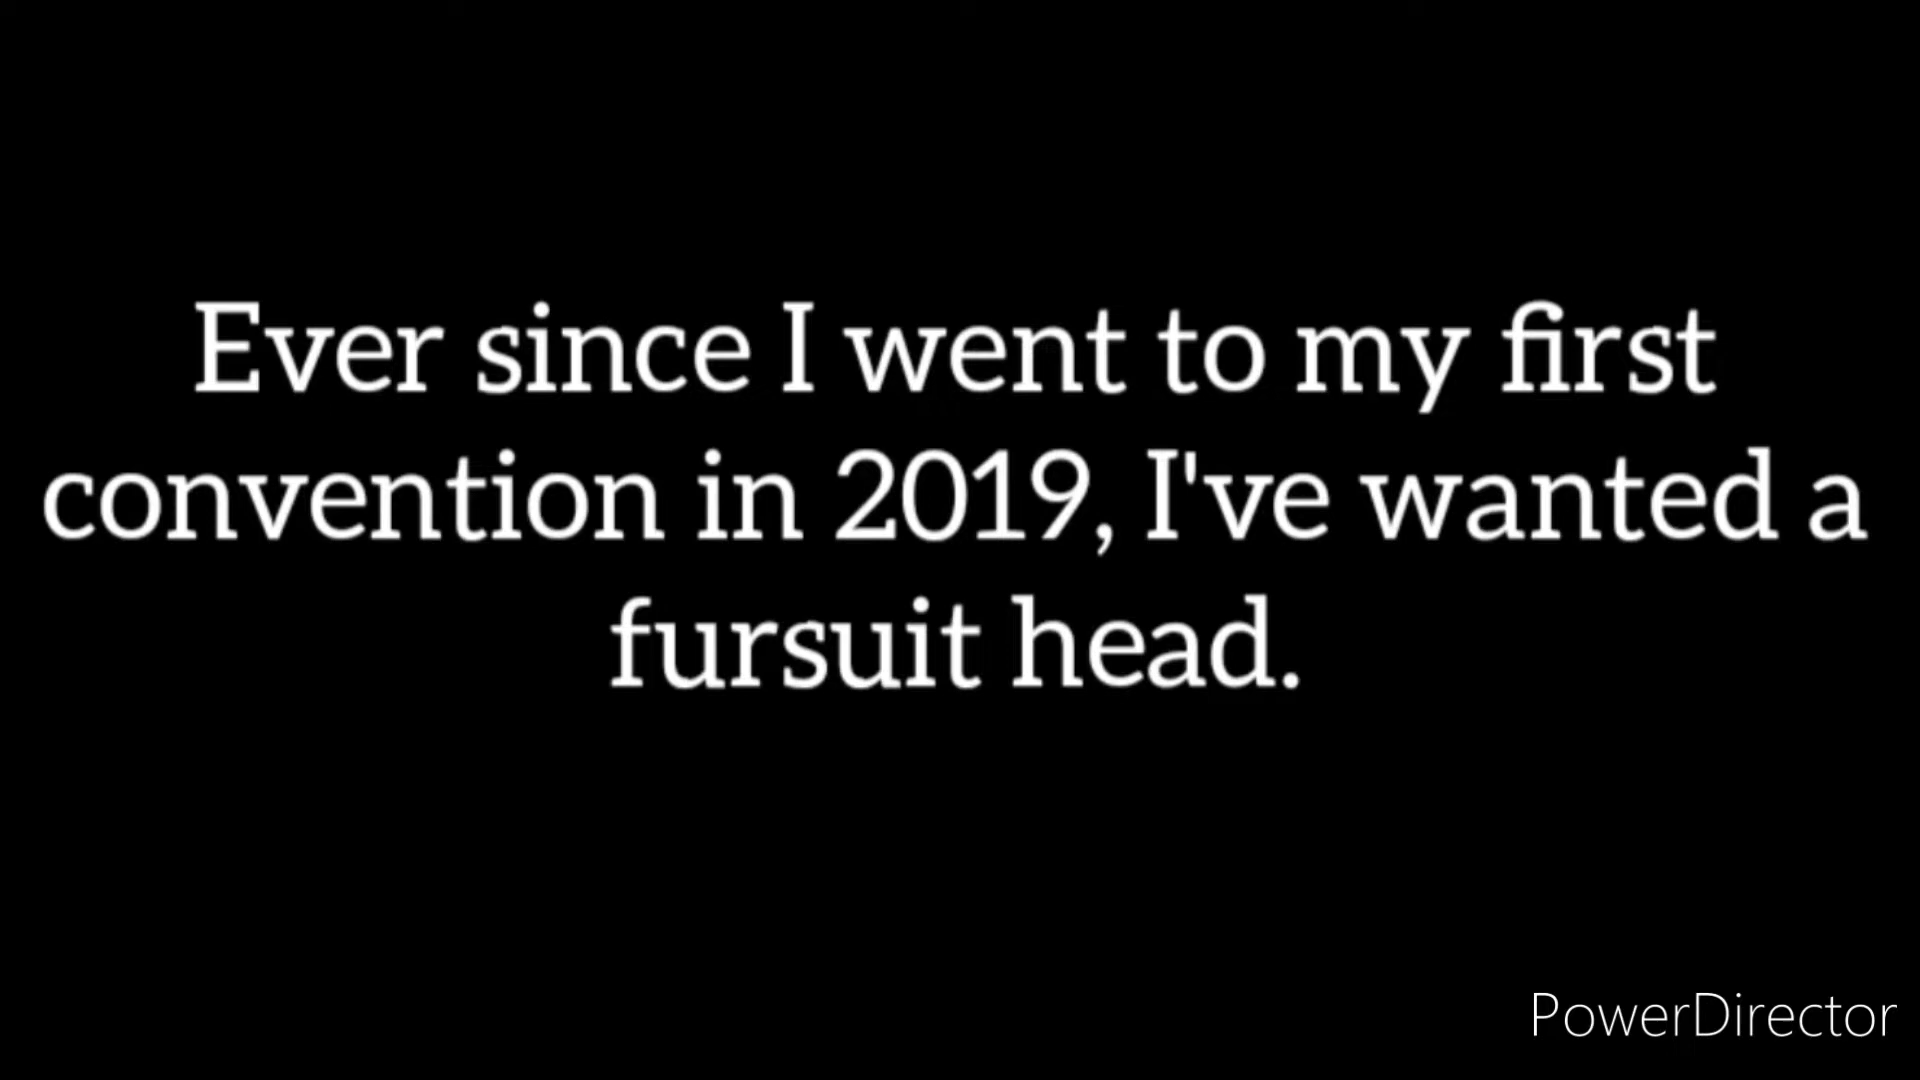 Ever since I went to my first
convention in 2019, I've wanted a
fursuit head.
PowerDirector